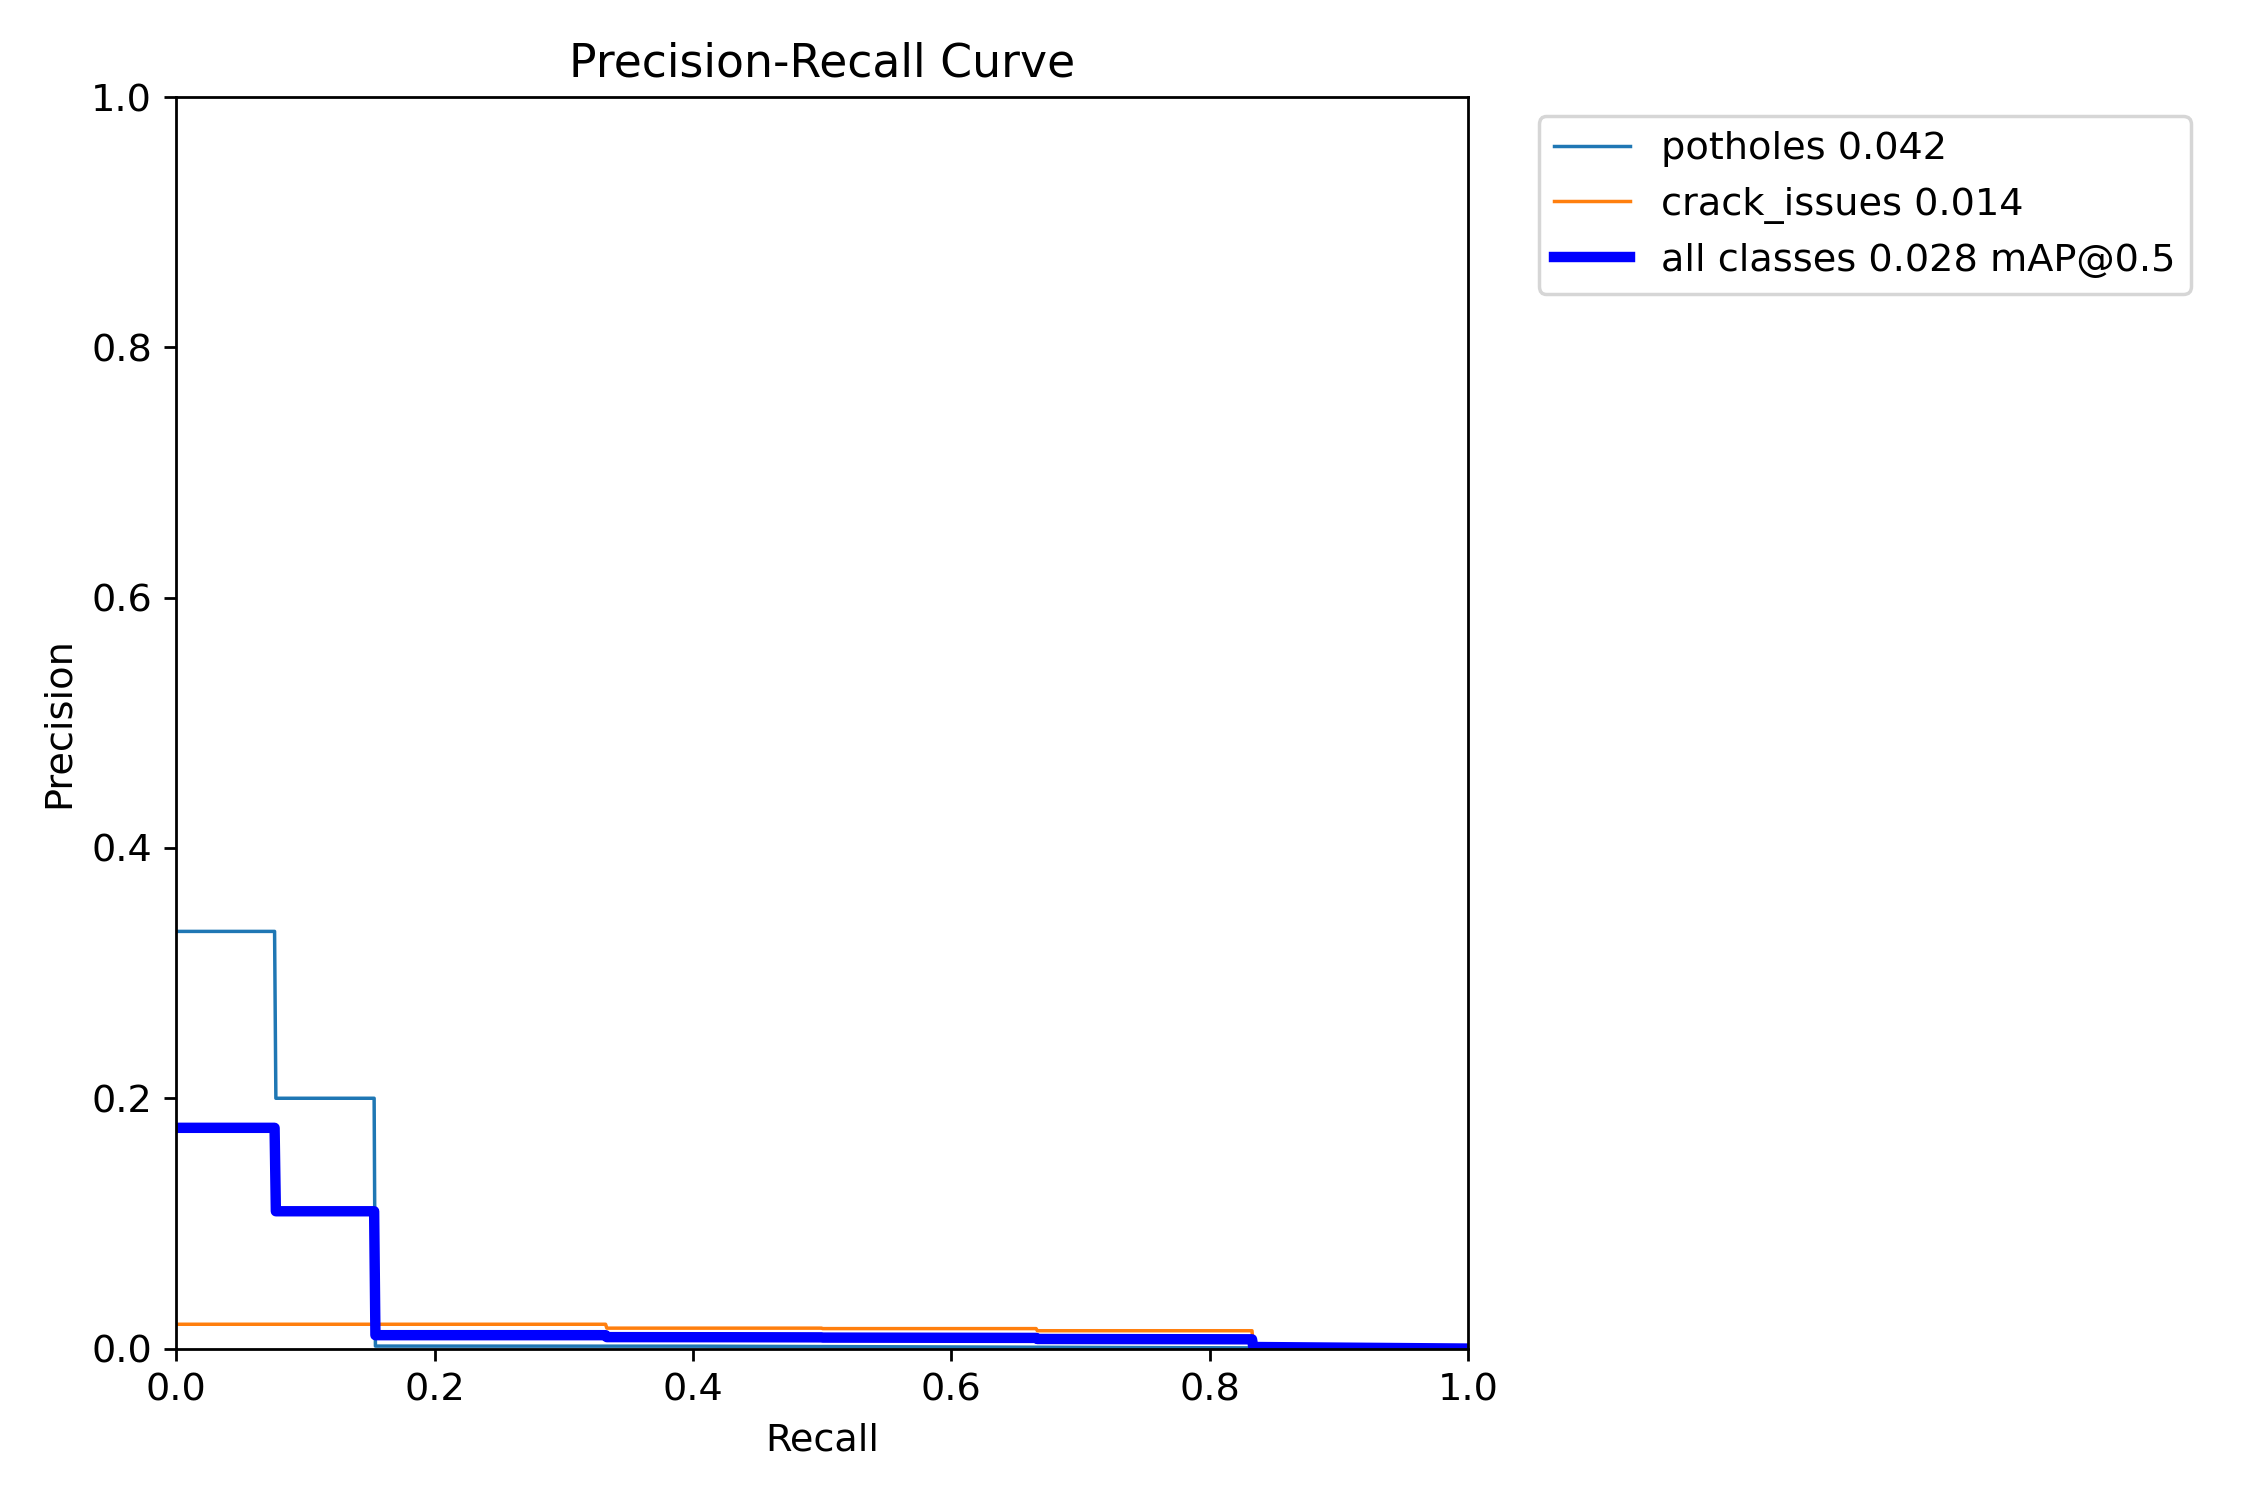 Precision-Recall Curve
1.0
0.8
0.6
0.4
0.2
0.0
Precision
0.0 0.2 0.4 0.6 0.8 1.0
Recall
potholes 0.042
crack_issues 0.014
all classes 0.028 mAP@0.5